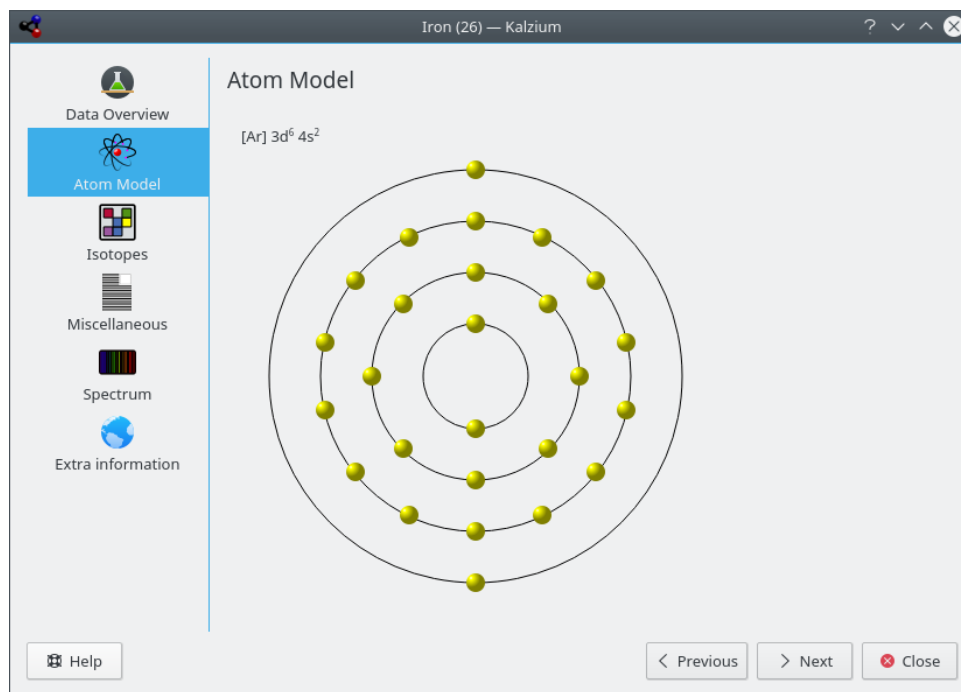 Iron (26) — Kalzium
Atom Model
Data Overview
[Ar] 3d⁶ 4s²
Atom Model
Isotopes
Miscellaneous
Spectrum
Extra information
Help
Previous
Next
Close